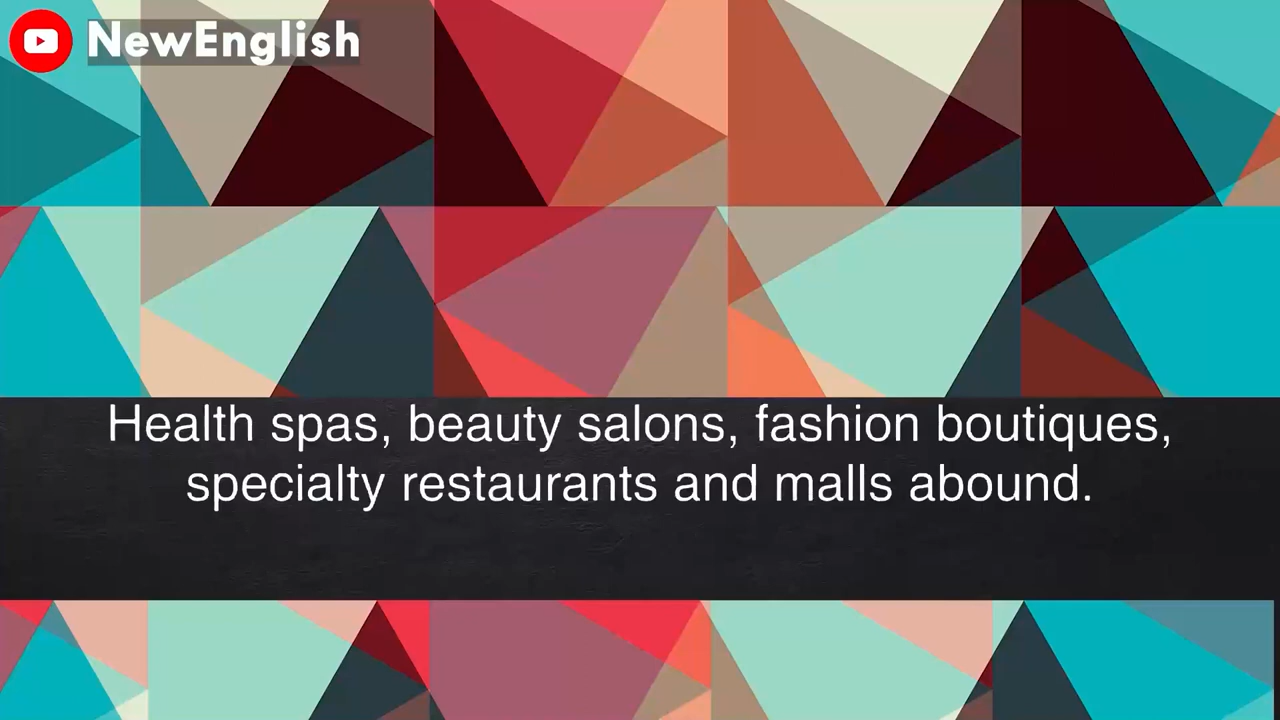 NewEnglish
Health spas, beauty salons, fashion boutiques,
specialty restaurants and malls abound.